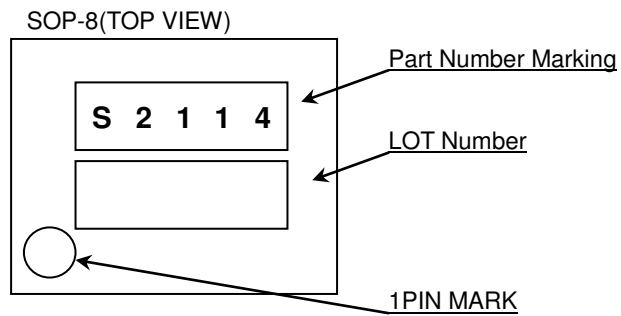 SOP-8(TOP VIEW)
Part Number Marking
S 2 1 1 4
LOT Number
1PIN MARK